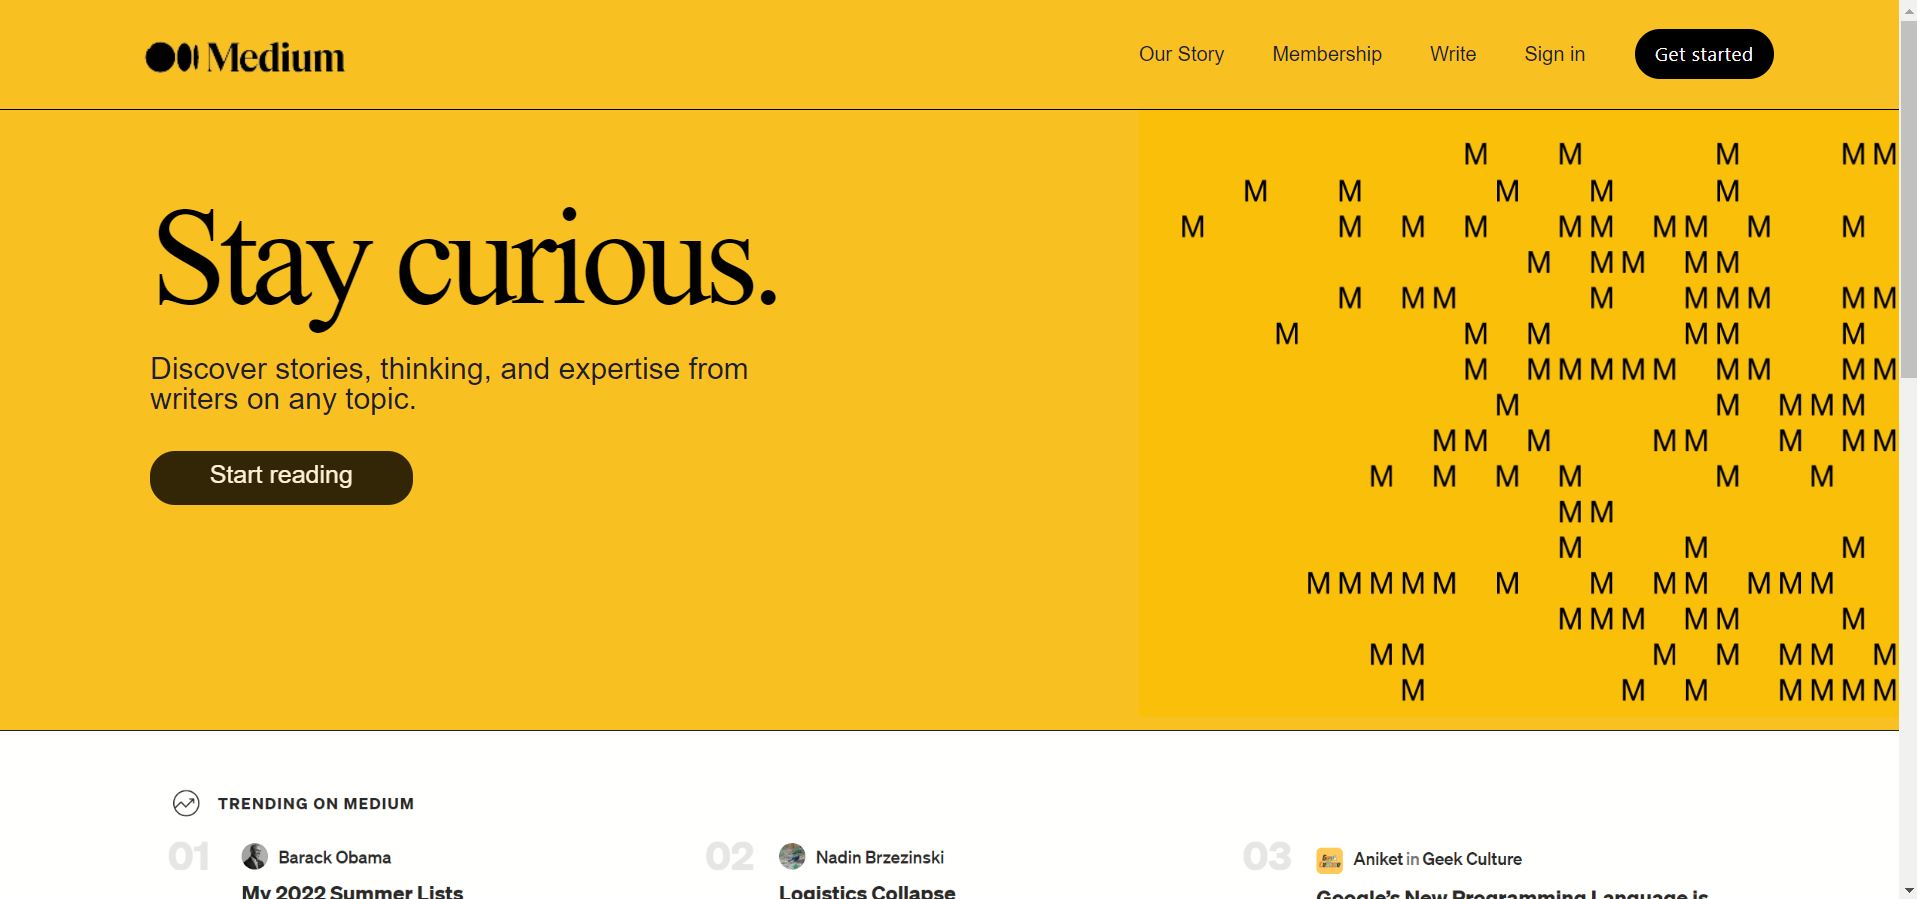 Medium
Our Story
Membership
Write
Sign in
Get started
Stay curious.
Discover stories, thinking, and expertise from
writers on any topic.
Start reading
M M M M M
M M M M M
M M M M M M M M M M
M M M M M
M M M M M M M M M
M M M M M M
M M M M M M M M M M
M M M M M
M M M M M M M M
M M M M M M
M M
M M M
M M M M M M M M M M M M
M M M M M M
M M M M M M M
M M M M M M M
TRENDING ON MEDIUM
01
Barack Obama
My 2022 Summer Lists
02
Nadin Brzezinski
Logistics Collapse
03
Aniket in Geek Culture
Google's New Programming Language is